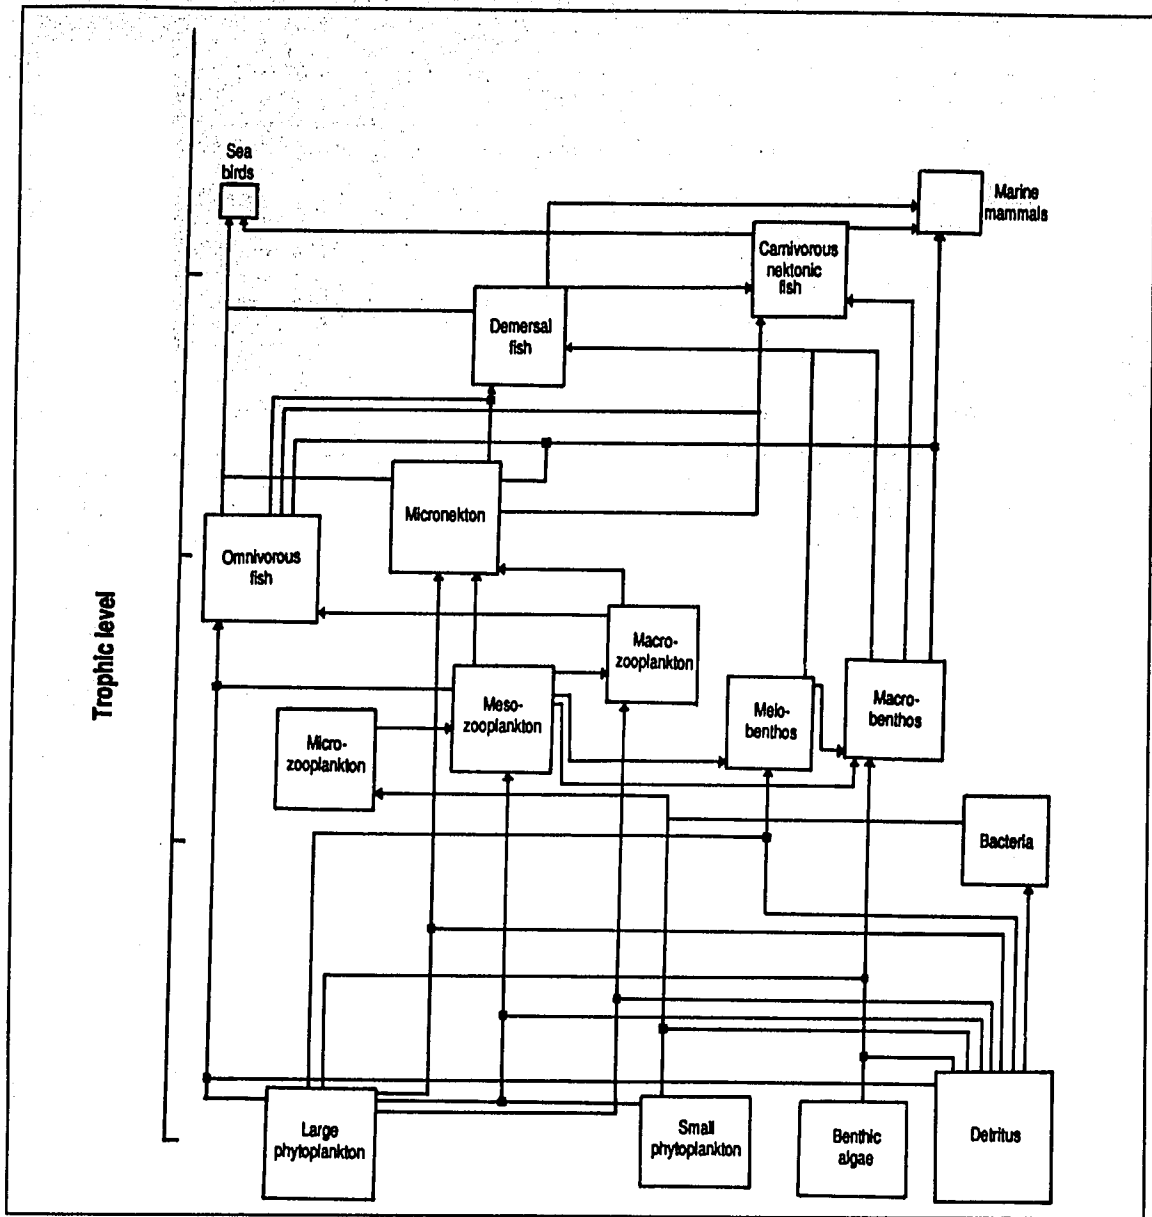 Sea
birds
Marine
mammals
Carnivorous
nektonic
fish
Demersal
fish
Micronekton
Omnivorous
fish
Trophic level
Macro-
zooplankton
Meso-
zooplankton
Micro-
zooplankton
Meio-
benthos
Macro-
benthos
Bacteria
Large
phytoplankton
Small
phytoplankton
Benthic
algae
Detritus